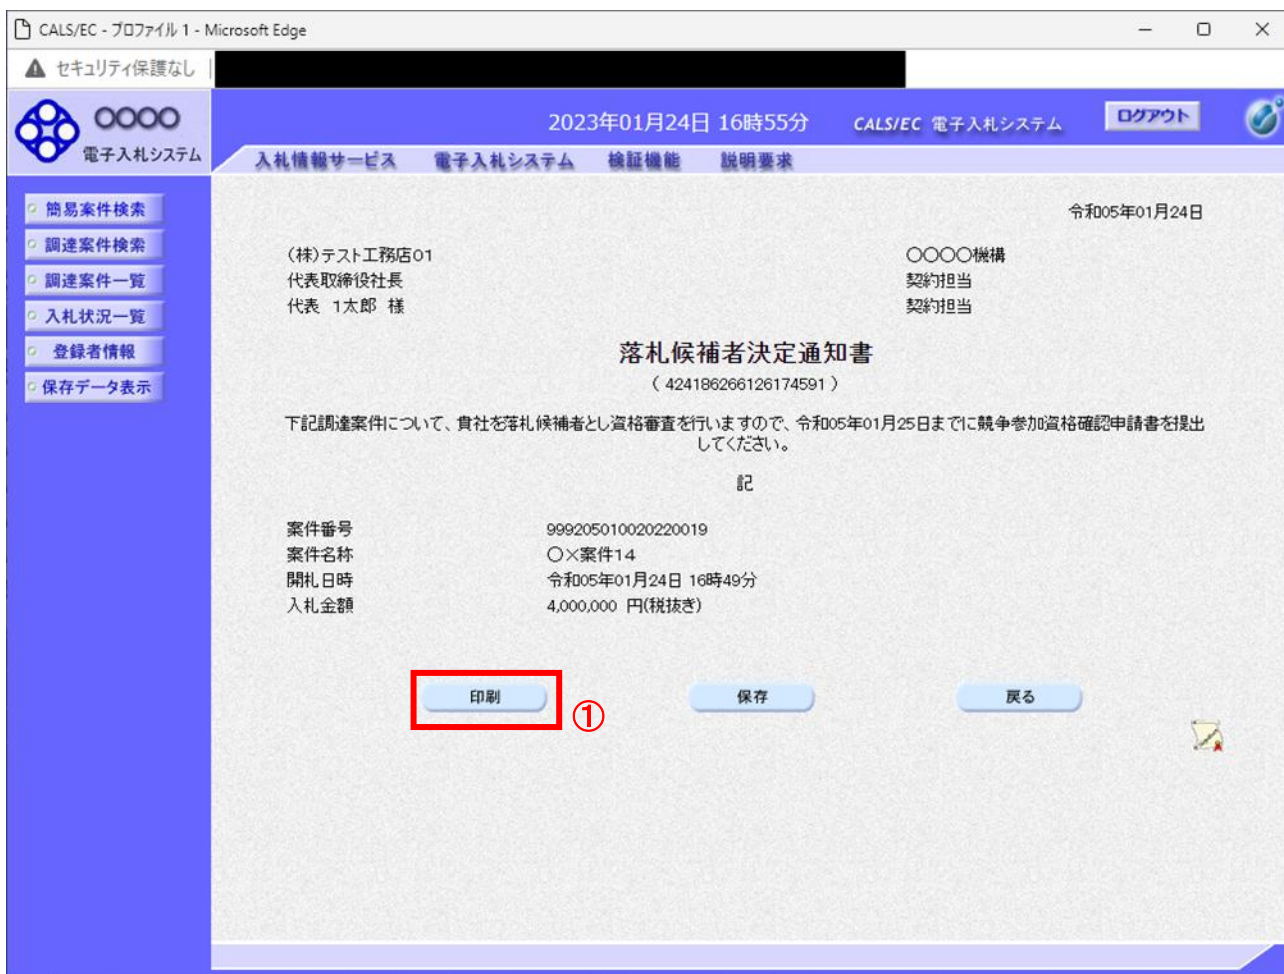 CALS/EC - プロファイル 1 - Microsoft Edge
セキュリティ保護なし
〇〇〇〇
電子入札システム
2023年01月24日 16時55分
CALS/EC 電子入札システム
ログアウト
入札情報サービス 電子入札システム 検証機能 説明要求
簡易案件検索
調達案件検索
調達案件一覧
入札状況一覧
登録者情報
保存データ表示
令和05年01月24日
(株)テスト工務店01
代表取締役社長
代表 1太郎 様
〇〇〇〇機構
契約担当
契約担当
落札候補者決定通知書
(424186266126174591)
下記調達案件について、貴社を落札候補者とし資格審査を行いますので、令和05年01月25日までに競争参加資格確認申請書を提出
してください。
記
案件番号 999205010020220019
案件名称 〇×案件14
開札日時 令和05年01月24日 16時49分
入札金額 4,000,000 円(税抜き)
印刷 ① 保存 戻る